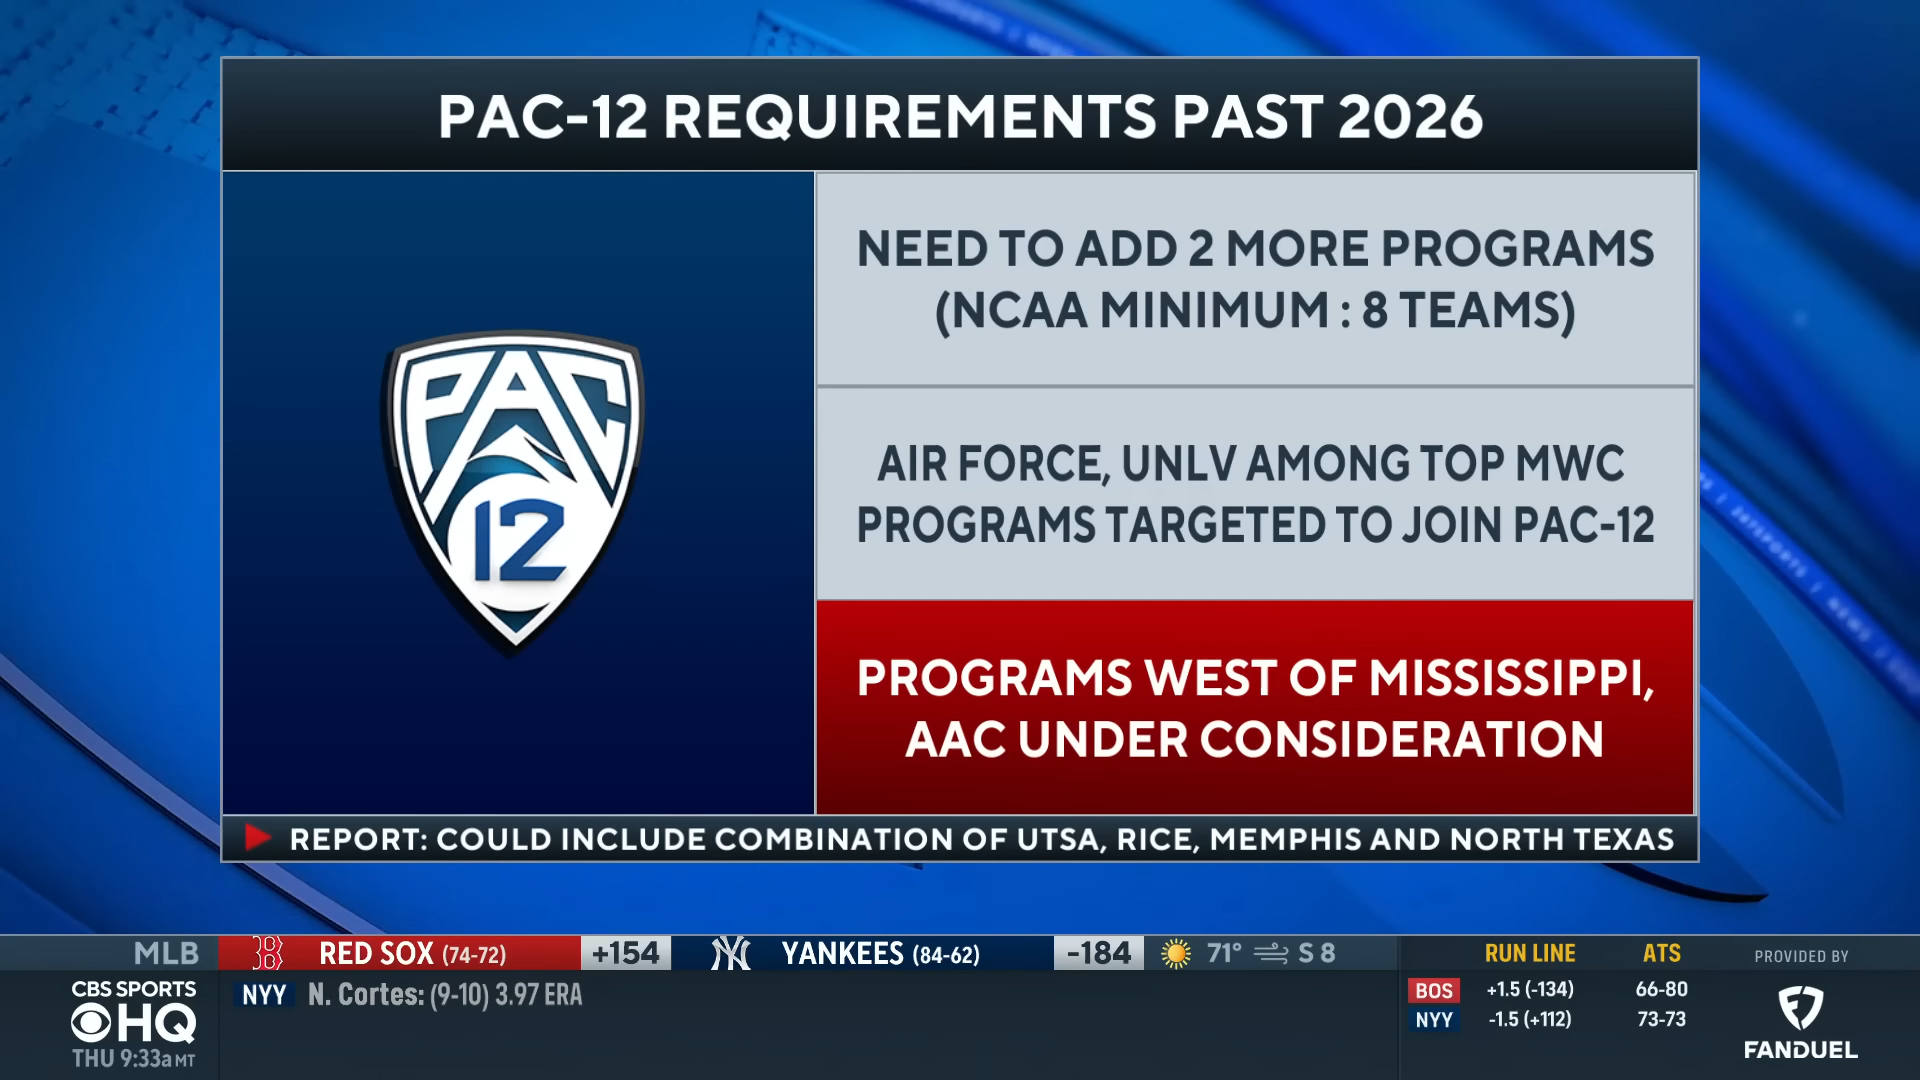 PAC-12 REQUIREMENTS PAST 2026
PAC
12
NEED TO ADD 2 MORE PROGRAMS
(NCAA MINIMUM : 8 TEAMS)
AIR FORCE, UNLV AMONG TOP MWC
PROGRAMS TARGETED TO JOIN PAC-12
PROGRAMS WEST OF MISSISSIPPI,
AAC UNDER CONSIDERATION
REPORT: COULD INCLUDE COMBINATION OF UTSA, RICE, MEMPHIS AND NORTH TEXAS
MLB B RED SOX (74-72) +154 NY YANKEES (84-62) -184 71° S 8
NYY N. Cortes: (9-10) 3.97 ERA
CBS SPORTS
HQ
THU 9:33a MT
RUN LINE ATS
BOS +1.5 (-134) 66-80
NYY -1.5 (+112) 73-73
PROVIDED BY
FANDUEL